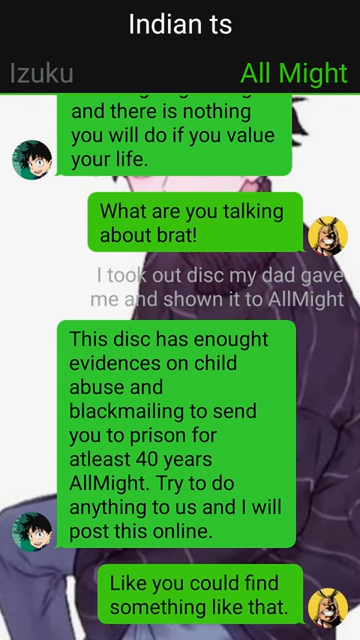 Indian ts
Izuku
All Might
and there is nothing
you will do if you value
your life.
What are you talking
about brat!
I took out disc my dad gave
me and shown it to AllMight
This disc has enought
evidences on child
abuse and
blackmailing to send
you to prison for
atleast 40 years
AllMight. Try to do
anything to us and I will
post this online.
Like you could find
something like that.